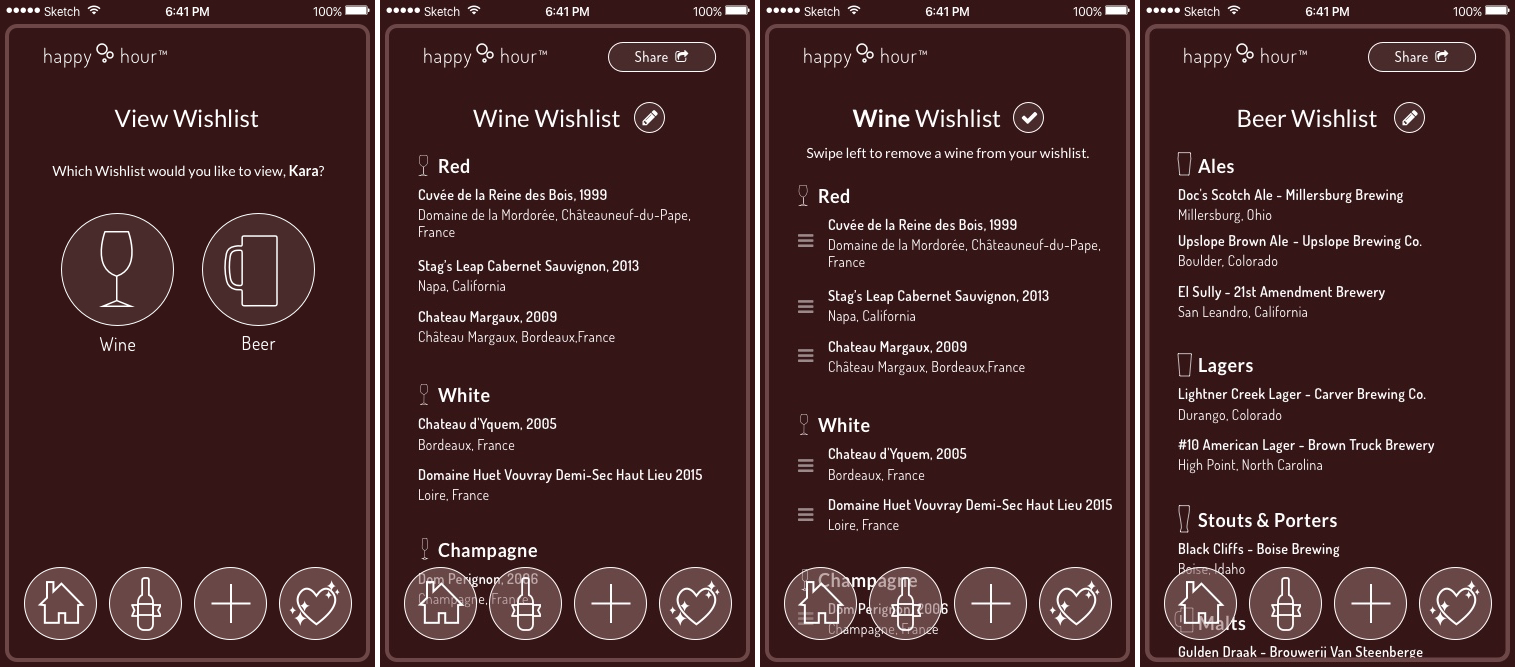 Sketch 6:41 PM 100%
happy hour™
View Wishlist
Which Wishlist would you like to view, Kara?
Wine
Beer
Sketch 6:41 PM 100%
happy hour™
Share
Wine Wishlist
Red
Cuvée de la Reine des Bois, 1999
Domaine de la Mordorée, Châteauneuf-du-Pape,
France
Stag's Leap Cabernet Sauvignon, 2013
Napa, California
Chateau Margaux, 2009
Château Margaux, Bordeaux,France
White
Chateau d'Yquem, 2005
Bordeaux, France
Domaine Huet Vouvray Demi-Sec Haut Lieu 2015
Loire, France
Champagne
Dom Perignon, 2006
Champagne, France
Sketch 6:41 PM 100%
happy hour™
Wine Wishlist
Swipe left to remove a wine from your wishlist.
Red
Cuvée de la Reine des Bois, 1999
Domaine de la Mordorée, Châteauneuf-du-Pape,
France
Stag's Leap Cabernet Sauvignon, 2013
Napa, California
Chateau Margaux, 2009
Château Margaux, Bordeaux,France
White
Chateau d'Yquem, 2005
Bordeaux, France
Domaine Huet Vouvray Demi-Sec Haut Lieu 2015
Loire, France
Champagne
Dom Perignon, 2006
Champagne, France
Sketch 6:41 PM 100%
happy hour™
Share
Beer Wishlist
Ales
Doc's Scotch Ale - Millersburg Brewing
Millersburg, Ohio
Upslope Brown Ale - Upslope Brewing Co.
Boulder, Colorado
El Sully - 21st Amendment Brewery
San Leandro, California
Lagers
Lightner Creek Lager - Carver Brewing Co.
Durango, Colorado
#10 American Lager - Brown Truck Brewery
High Point, North Carolina
Stouts & Porters
Black Cliffs - Boise Brewing
Boise, Idaho
Malts
Gulden Draak - Brouwerij Van Steenberge